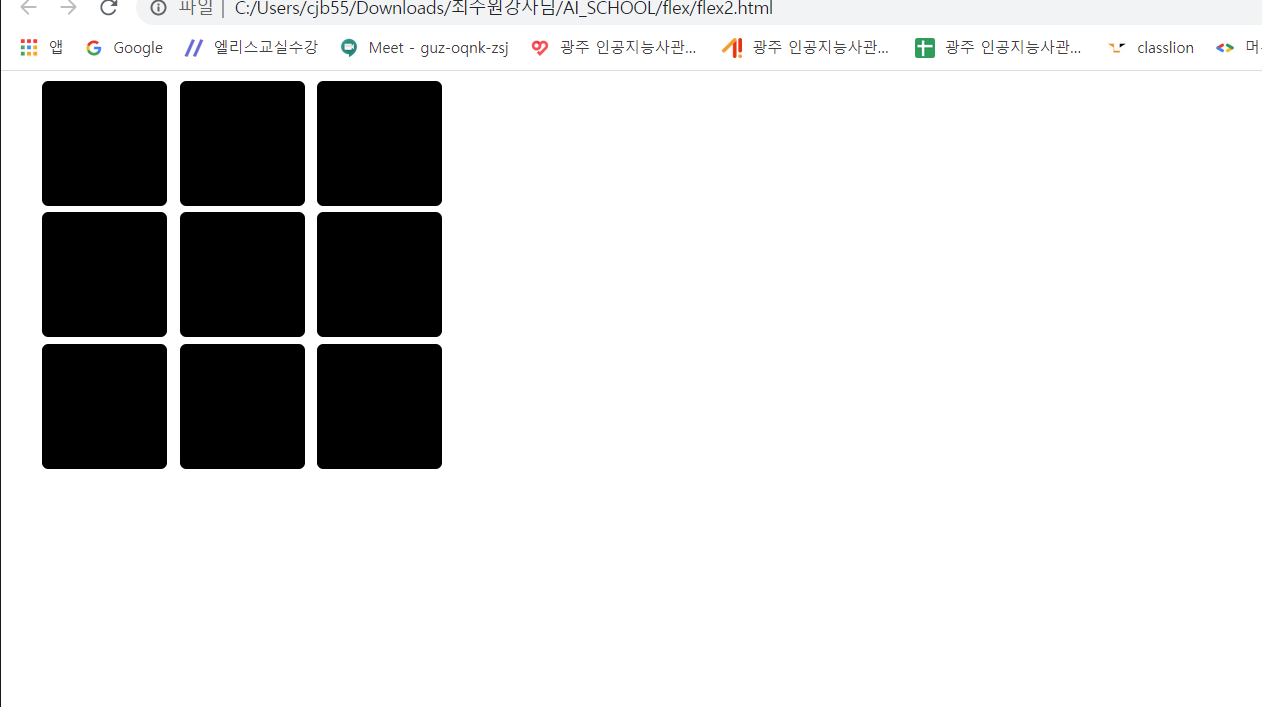 파일 | C:/Users/cjb55/Downloads/최수원강사님/AI_SCHOOL/flex/flex2.html
앱 Google 엘리스교실수강 Meet - guz-oqnk-zsj 광주 인공지능사관... 광주 인공지능사관... 광주 인공지능사관... classlion